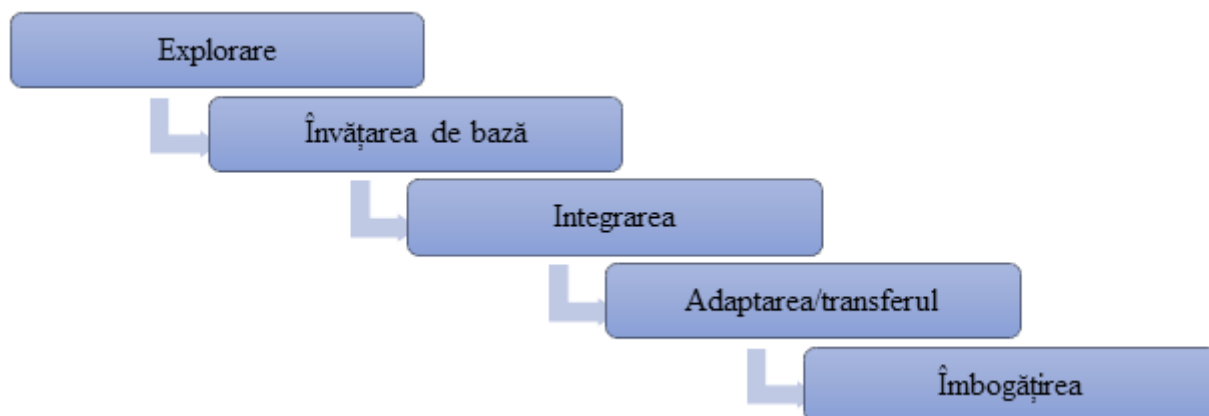 Explorare
Învățarea de bază
Integrarea
Adaptarea/transferul
Îmbogățirea